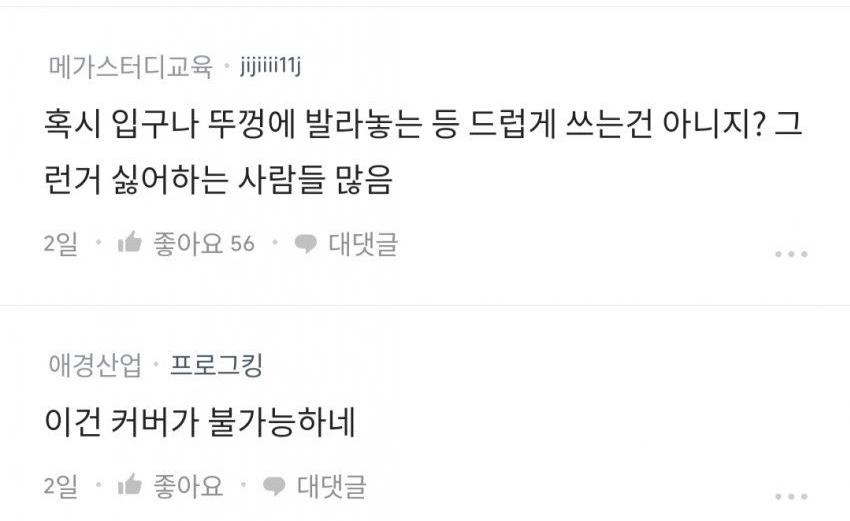 메가스터디교육 · jijiiii11j
혹시 입구나 뚜껑에 발라놓는 등 드럽게 쓰는건 아니지? 그
런거 싫어하는 사람들 많음
2일 · 좋아요 56 · 대댓글
애경산업 · 프로그킹
이건 커버가 불가능하네
2일 · 좋아요 · 대댓글